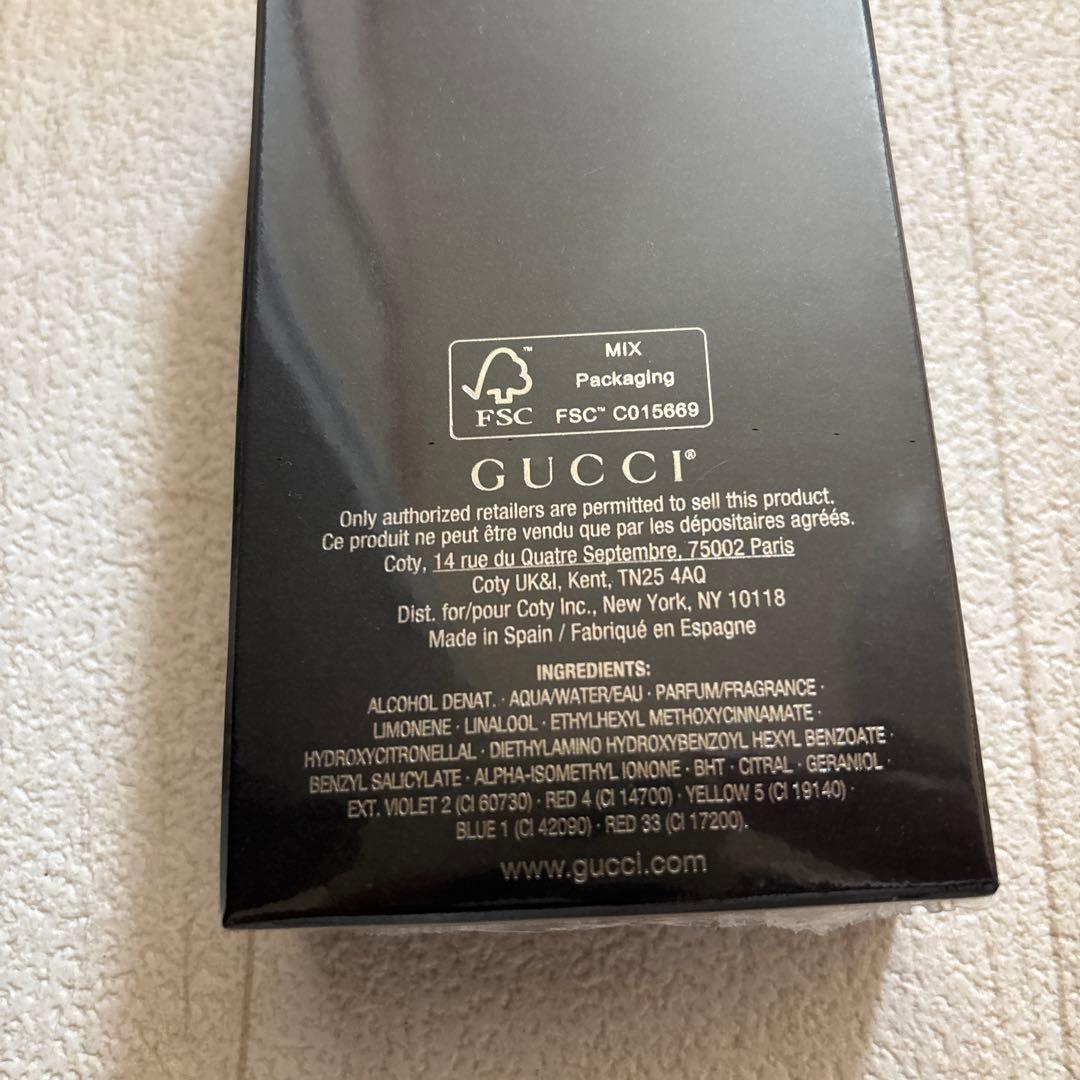 MIX
Packaging
FSC™ C015669
™
FSC
GUCCI®
Only authorized retailers are permitted to sell this product.
Ce produit ne peut être vendu que par les dépositaires agréés.
Coty, 14 rue du Quatre Septembre, 75002 Paris
Coty UK&I, Kent, TN25 4AQ
Dist. for/pour Coty Inc., New York, NY 10118
Made in Spain / Fabriqué en Espagne
INGREDIENTS:
ALCOHOL DENAT. · AQUA/WATER/EAU · PARFUM/FRAGRANCE ·
LIMONENE · LINALOOL · ETHYLHEXYL METHOXYCINNAMATE ·
HYDROXYCITRONELLAL · DIETHYLAMINO HYDROXYBENZOYL HEXYL BENZOATE ·
BENZYL SALICYLATE · ALPHA-ISOMETHYL IONONE · BHT · CITRAL · GERANIOL ·
EXT. VIOLET 2 (CI 60730) · RED 4 (CI 14700) · YELLOW 5 (CI 19140) ·
BLUE 1 (CI 42090) · RED 33 (CI 17200).
www.gucci.com